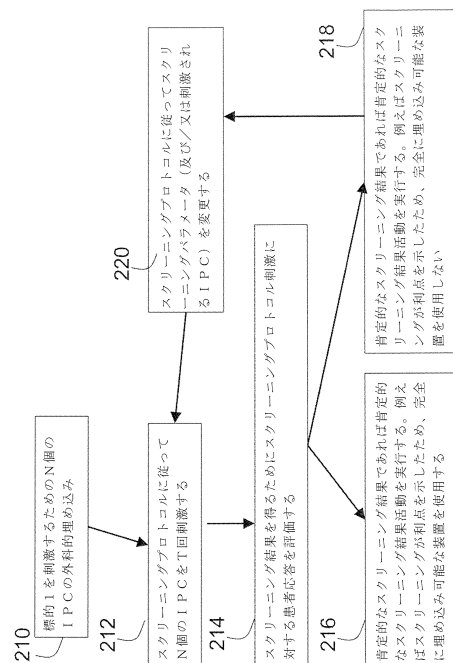 210
標的1を刺激するためのN個の
IPCの外科的埋め込み
212
スクリーニングプロトコルに従って
N個のIPCをT回刺激する
220
スクリーニングプロトコルに従ってスクリ
ーニングパラメータ（及び／又は刺激され
るIPC）を変更する
214
スクリーニング結果を得るためにスクリーニングプロトコル刺激に
対する患者応答を評価する
216
肯定的なスクリーニング結果であれば肯定的
なスクリーニング結果活動を実行する。例え
ばスクリーニングが利点を示したため、完全
に埋め込み可能な装置を使用する
218
肯定的なスクリーニング結果であれば肯定的なスク
リーニング結果活動を実行する。例えばスクリーニ
ングが利点を示したため、完全に埋め込み可能な装
置を使用しない